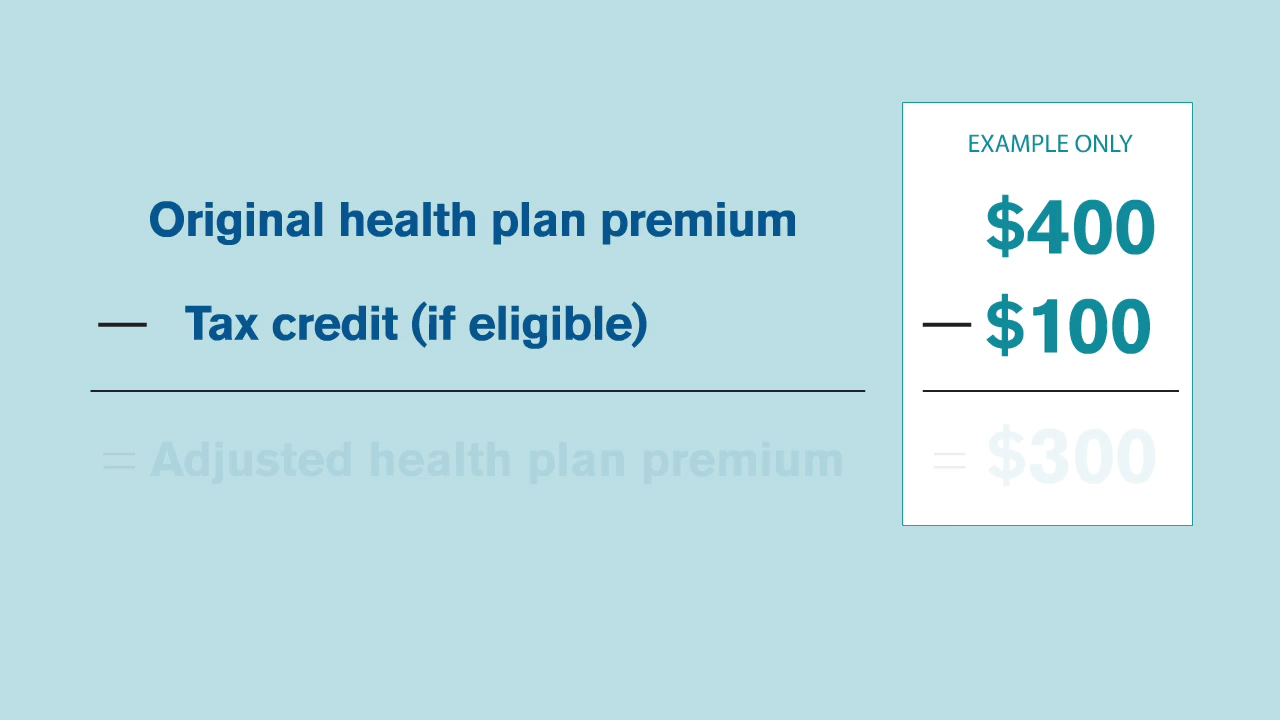 EXAMPLE ONLY
Original health plan premium $400
— Tax credit (if eligible) — $100
= Adjusted health plan premium = $300